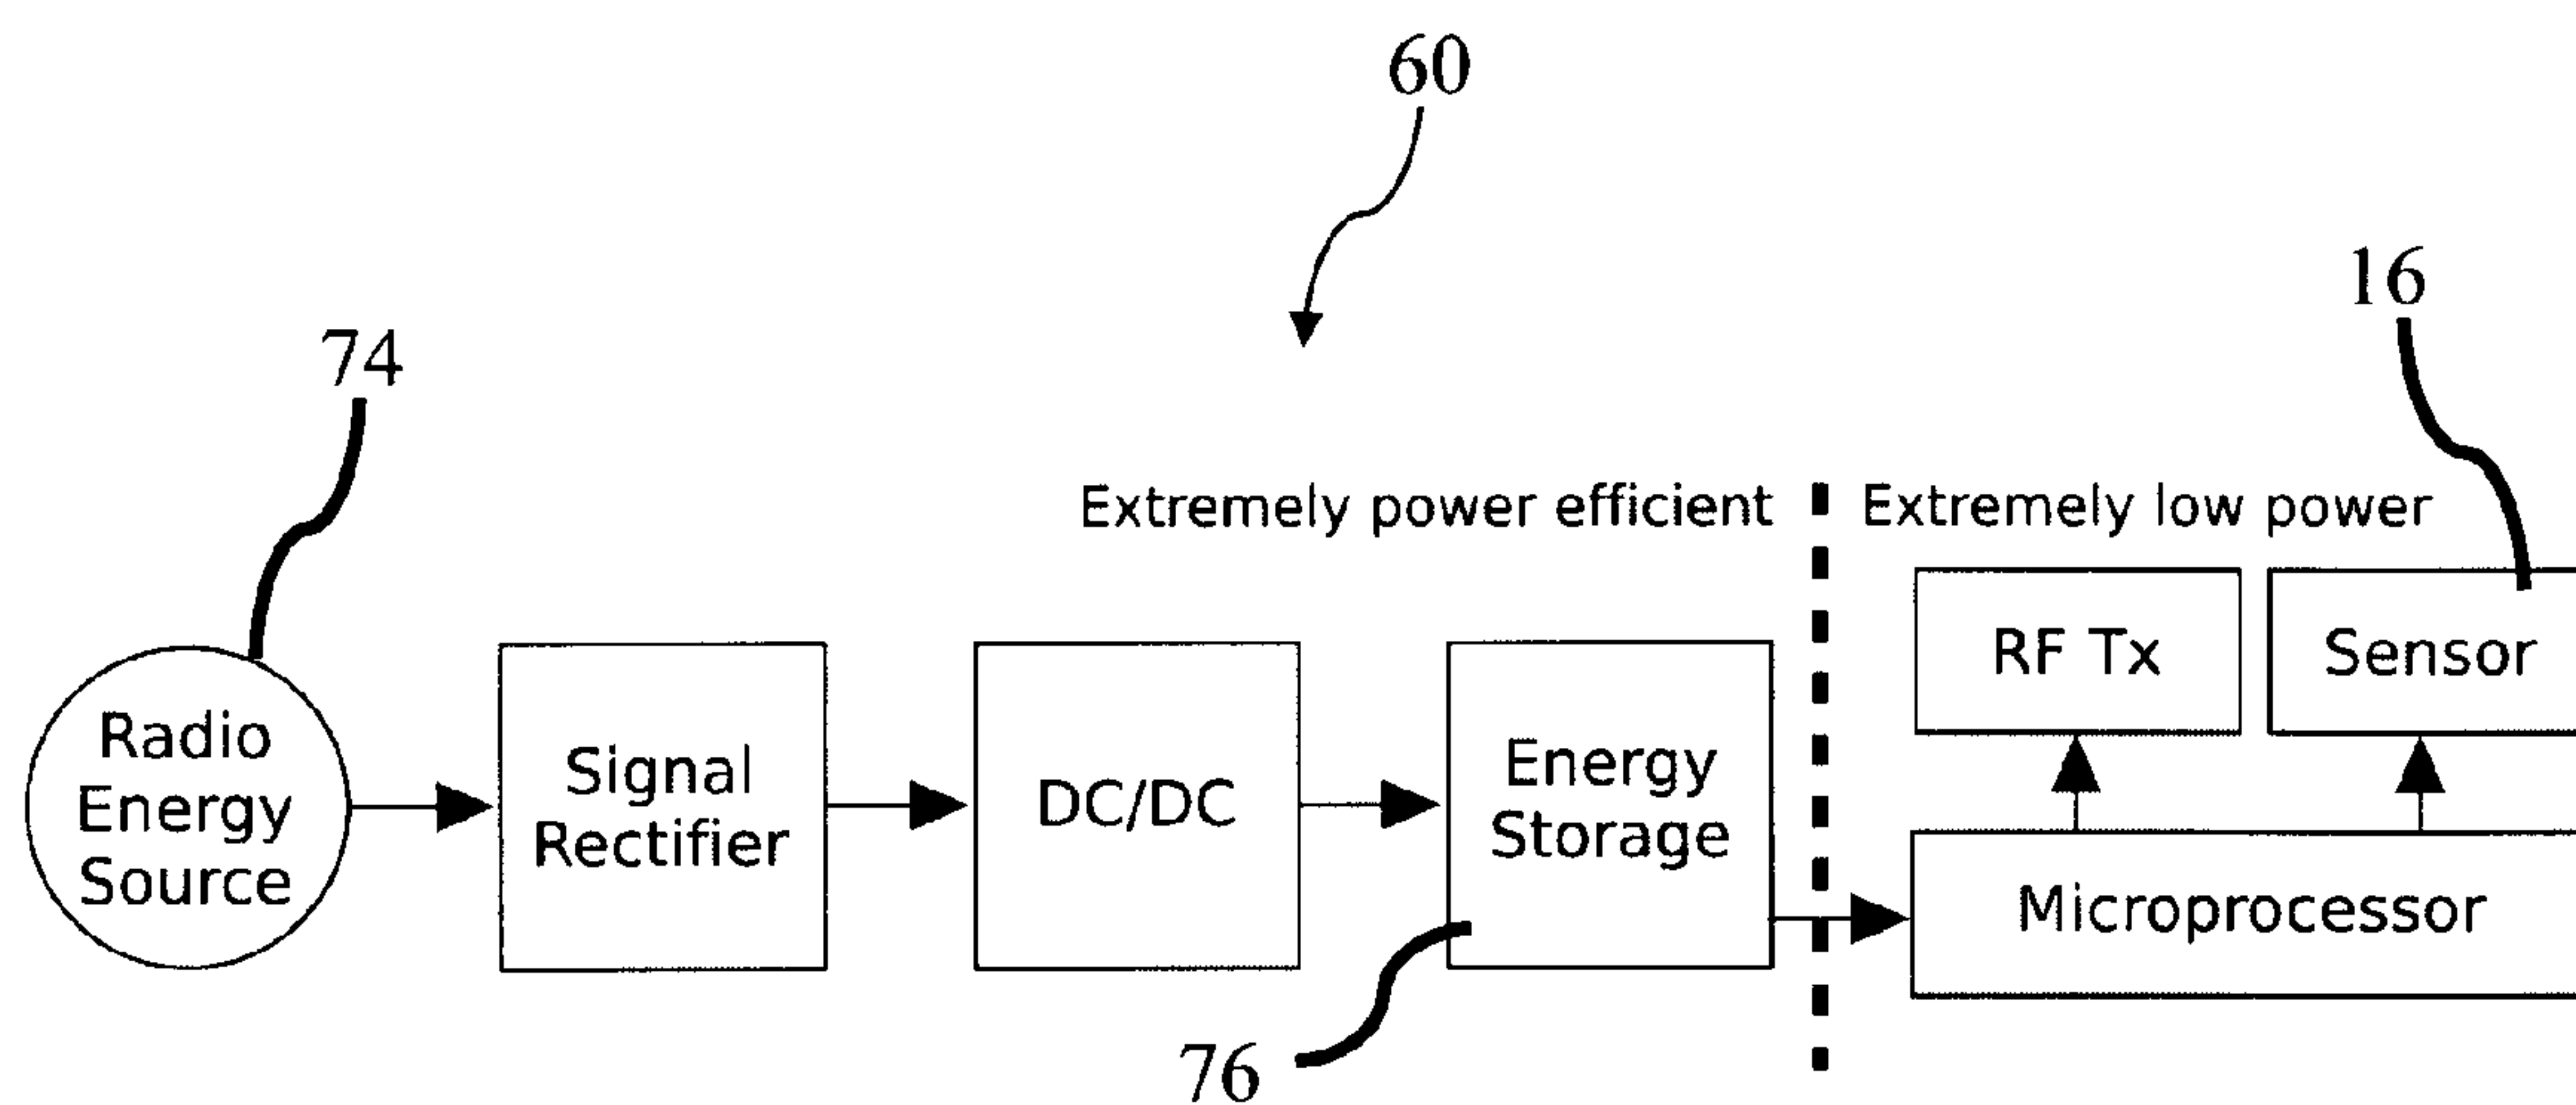 60
16
74
Extremely power efficient
Extremely low power
RF Tx
Sensor
Radio
Energy
Source
Signal
Rectifier
DC/DC
Energy
Storage
Microprocessor
76